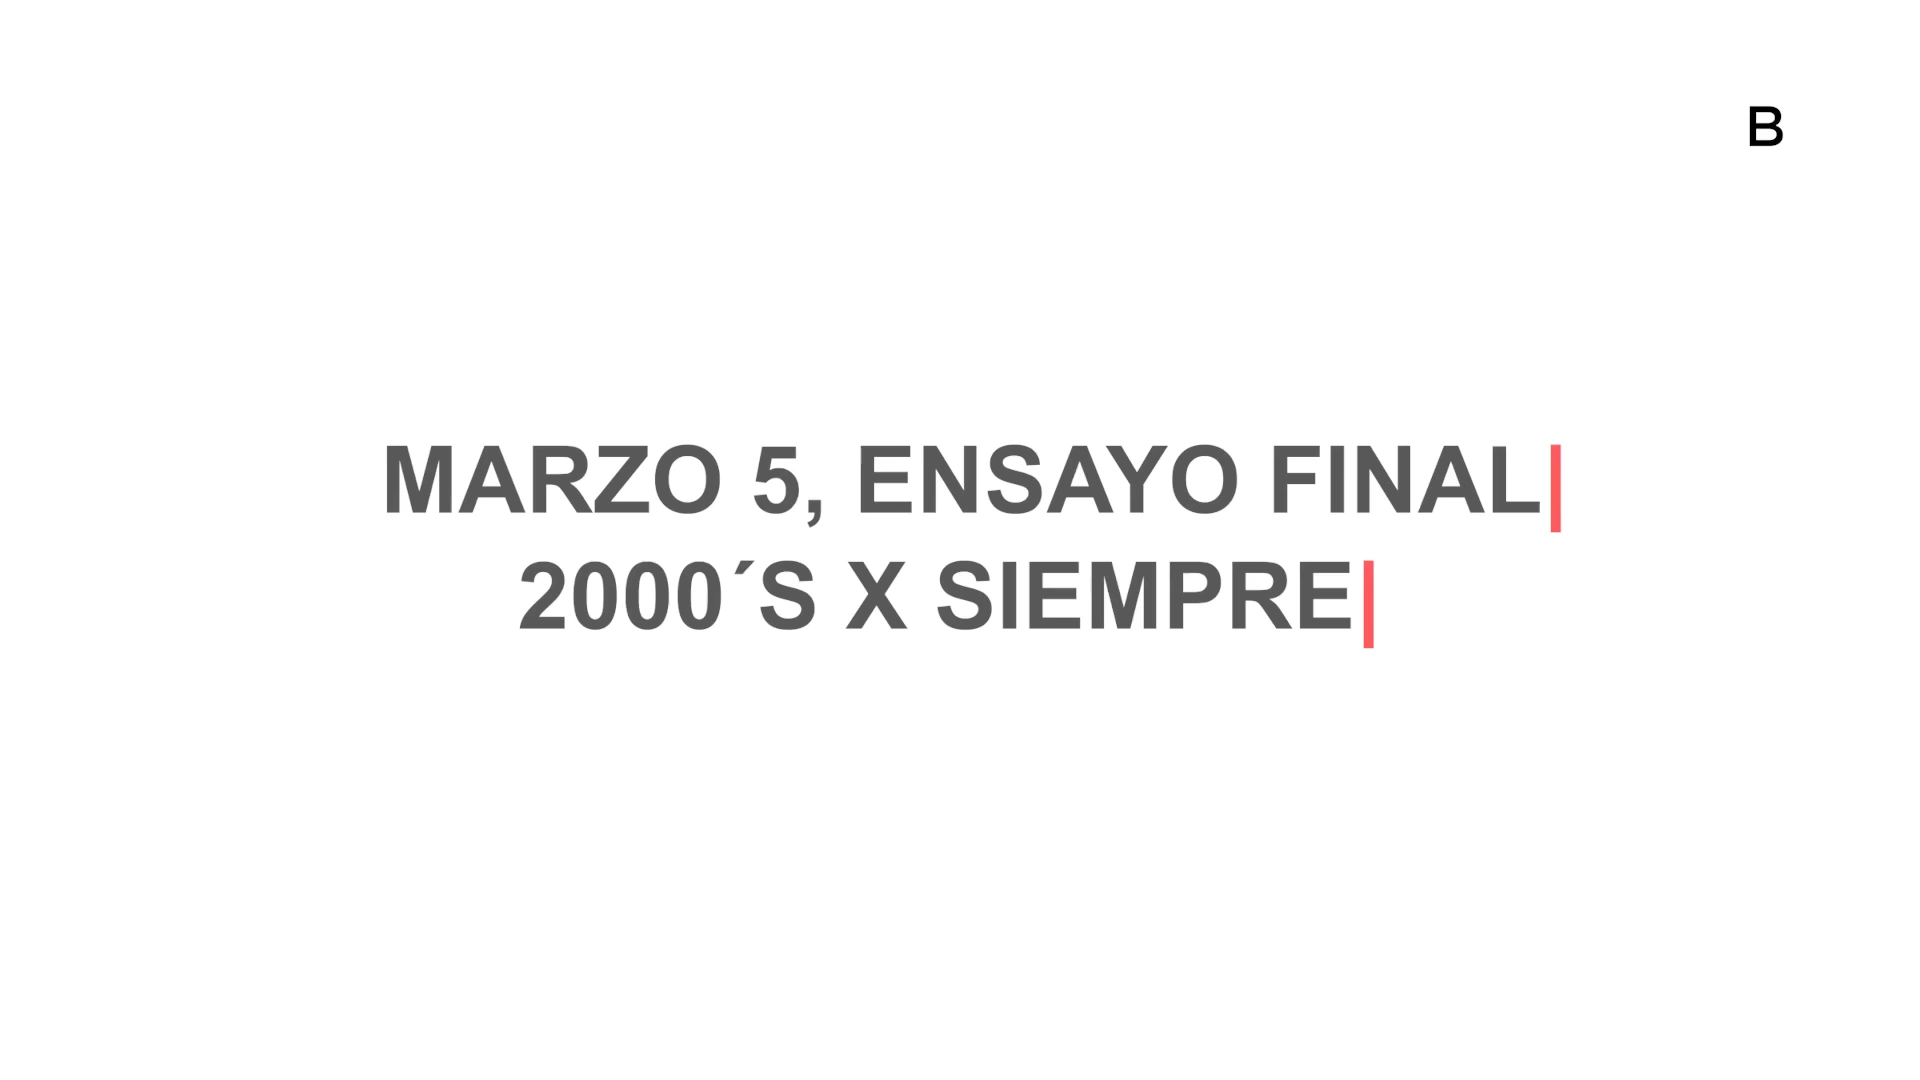 B
MARZO 5, ENSAYO FINAL|
2000´S X SIEMPRE|